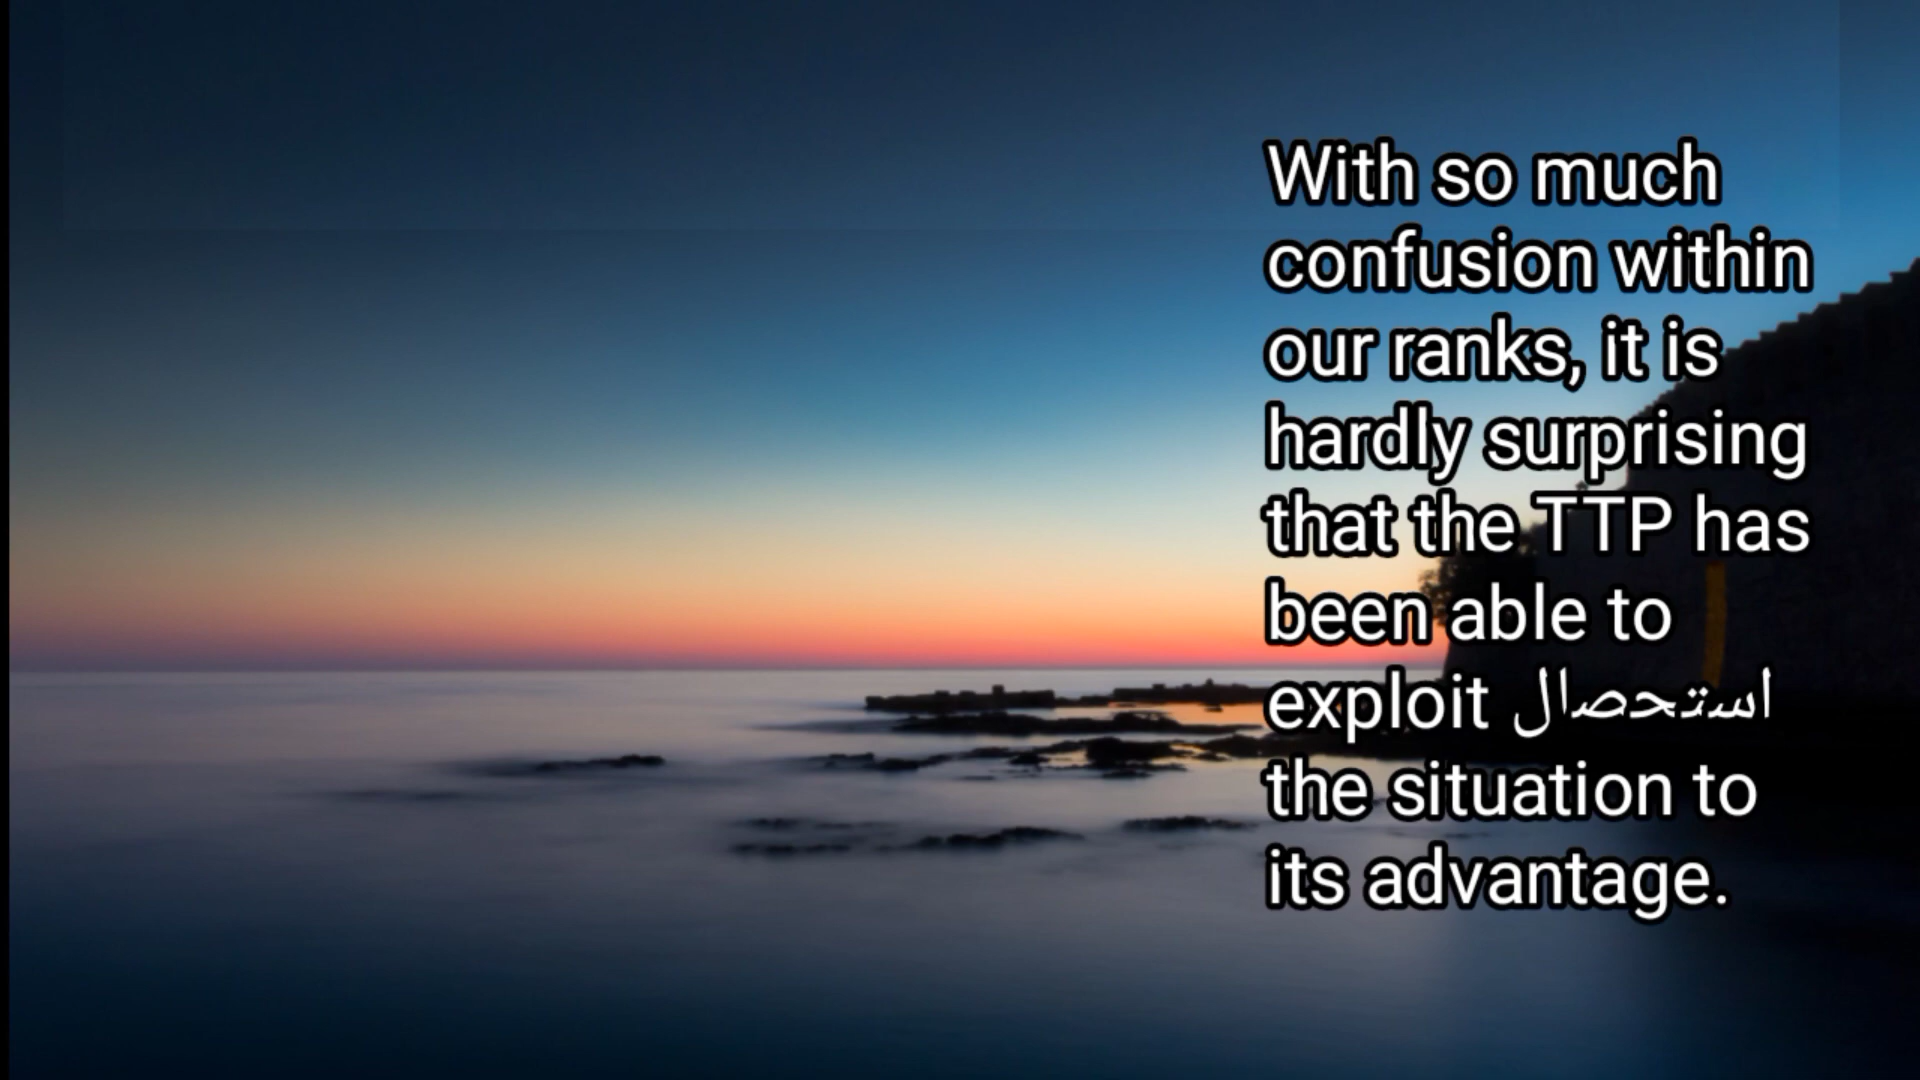 With so much
confusion within
our ranks, it is
hardly surprising
that the TTP has
been able to
exploit استحصال
the situation to
its advantage.